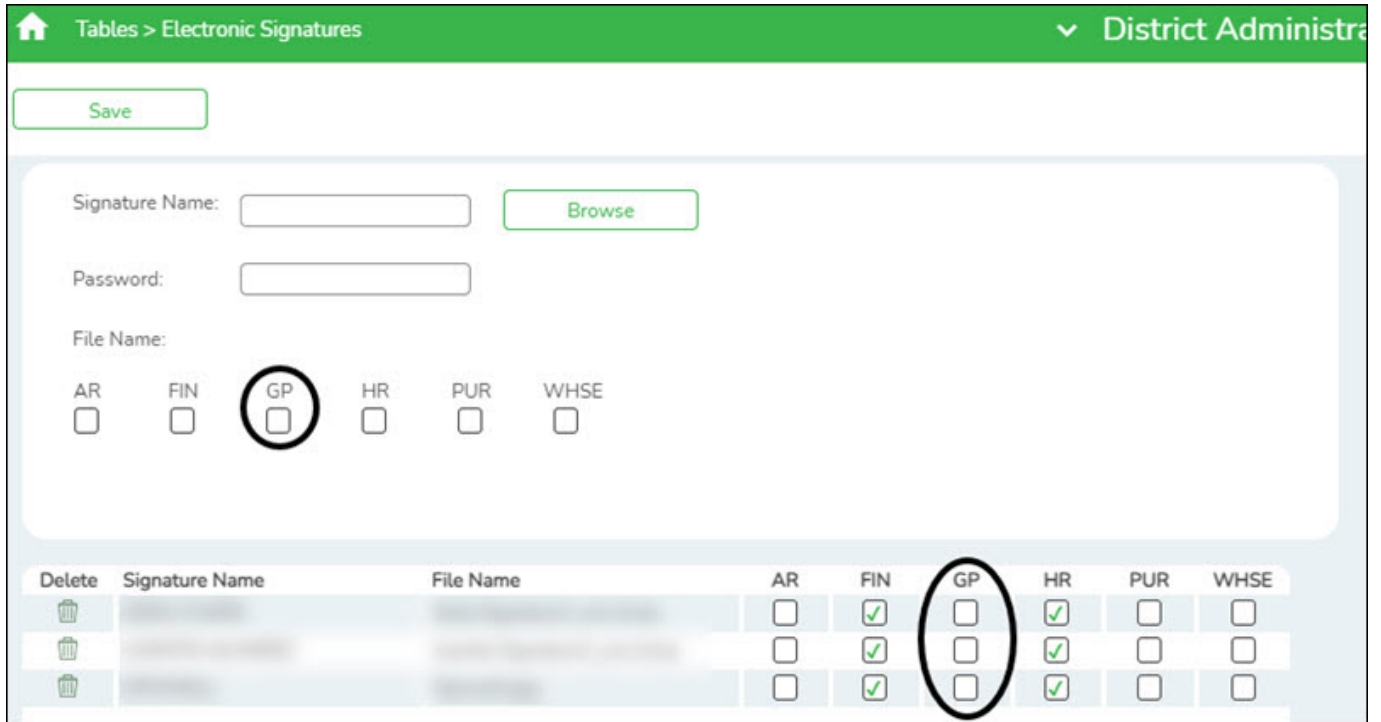 Tables > Electronic Signatures
District Administra
Save
Signature Name:
Browse
Password:
File Name:
AR FIN GP HR PUR WHSE
Delete Signature Name File Name AR FIN GP HR PUR WHSE